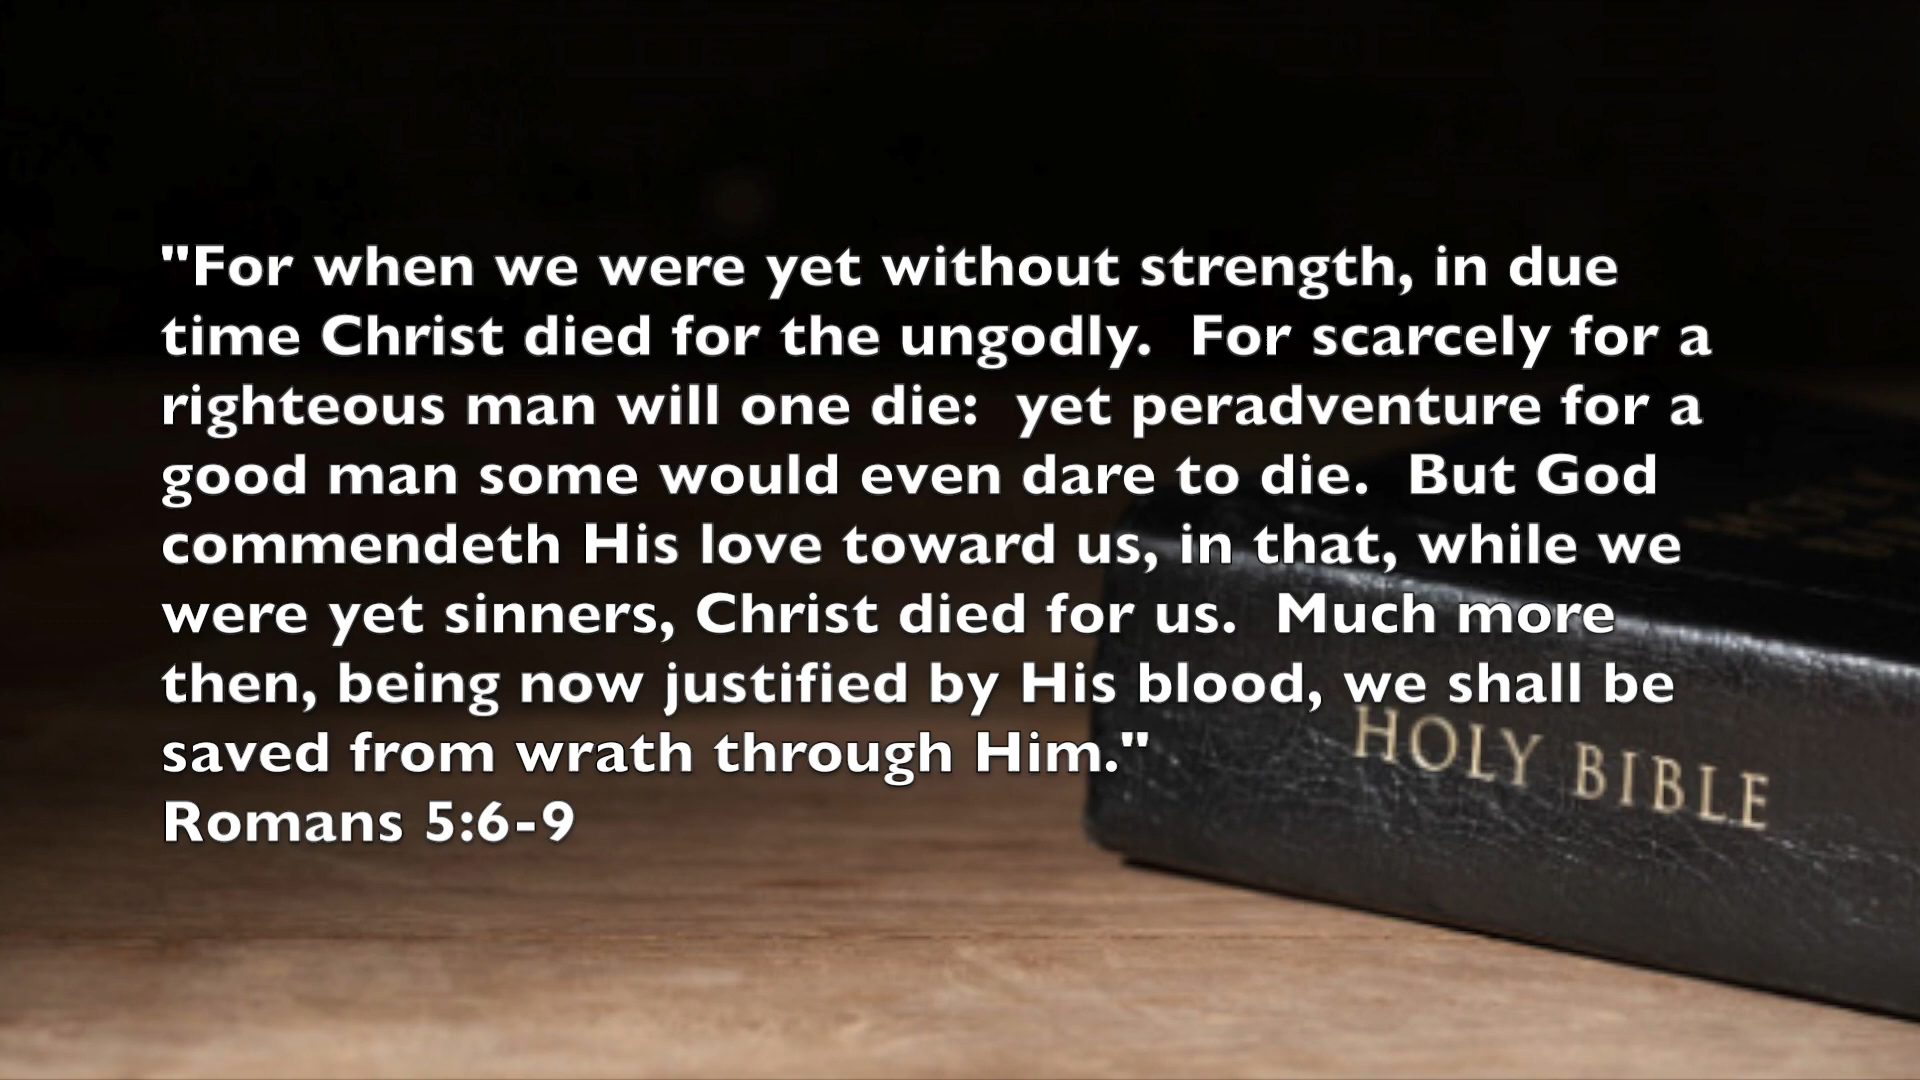 "For when we were yet without strength, in due
time Christ died for the ungodly.  For scarcely for a
righteous man will one die:  yet peradventure for a
good man some would even dare to die.  But God
commendeth His love toward us, in that, while we
were yet sinners, Christ died for us.  Much more
then, being now justified by His blood, we shall be
saved from wrath through Him."
Romans 5:6-9
HOLY BIBLE